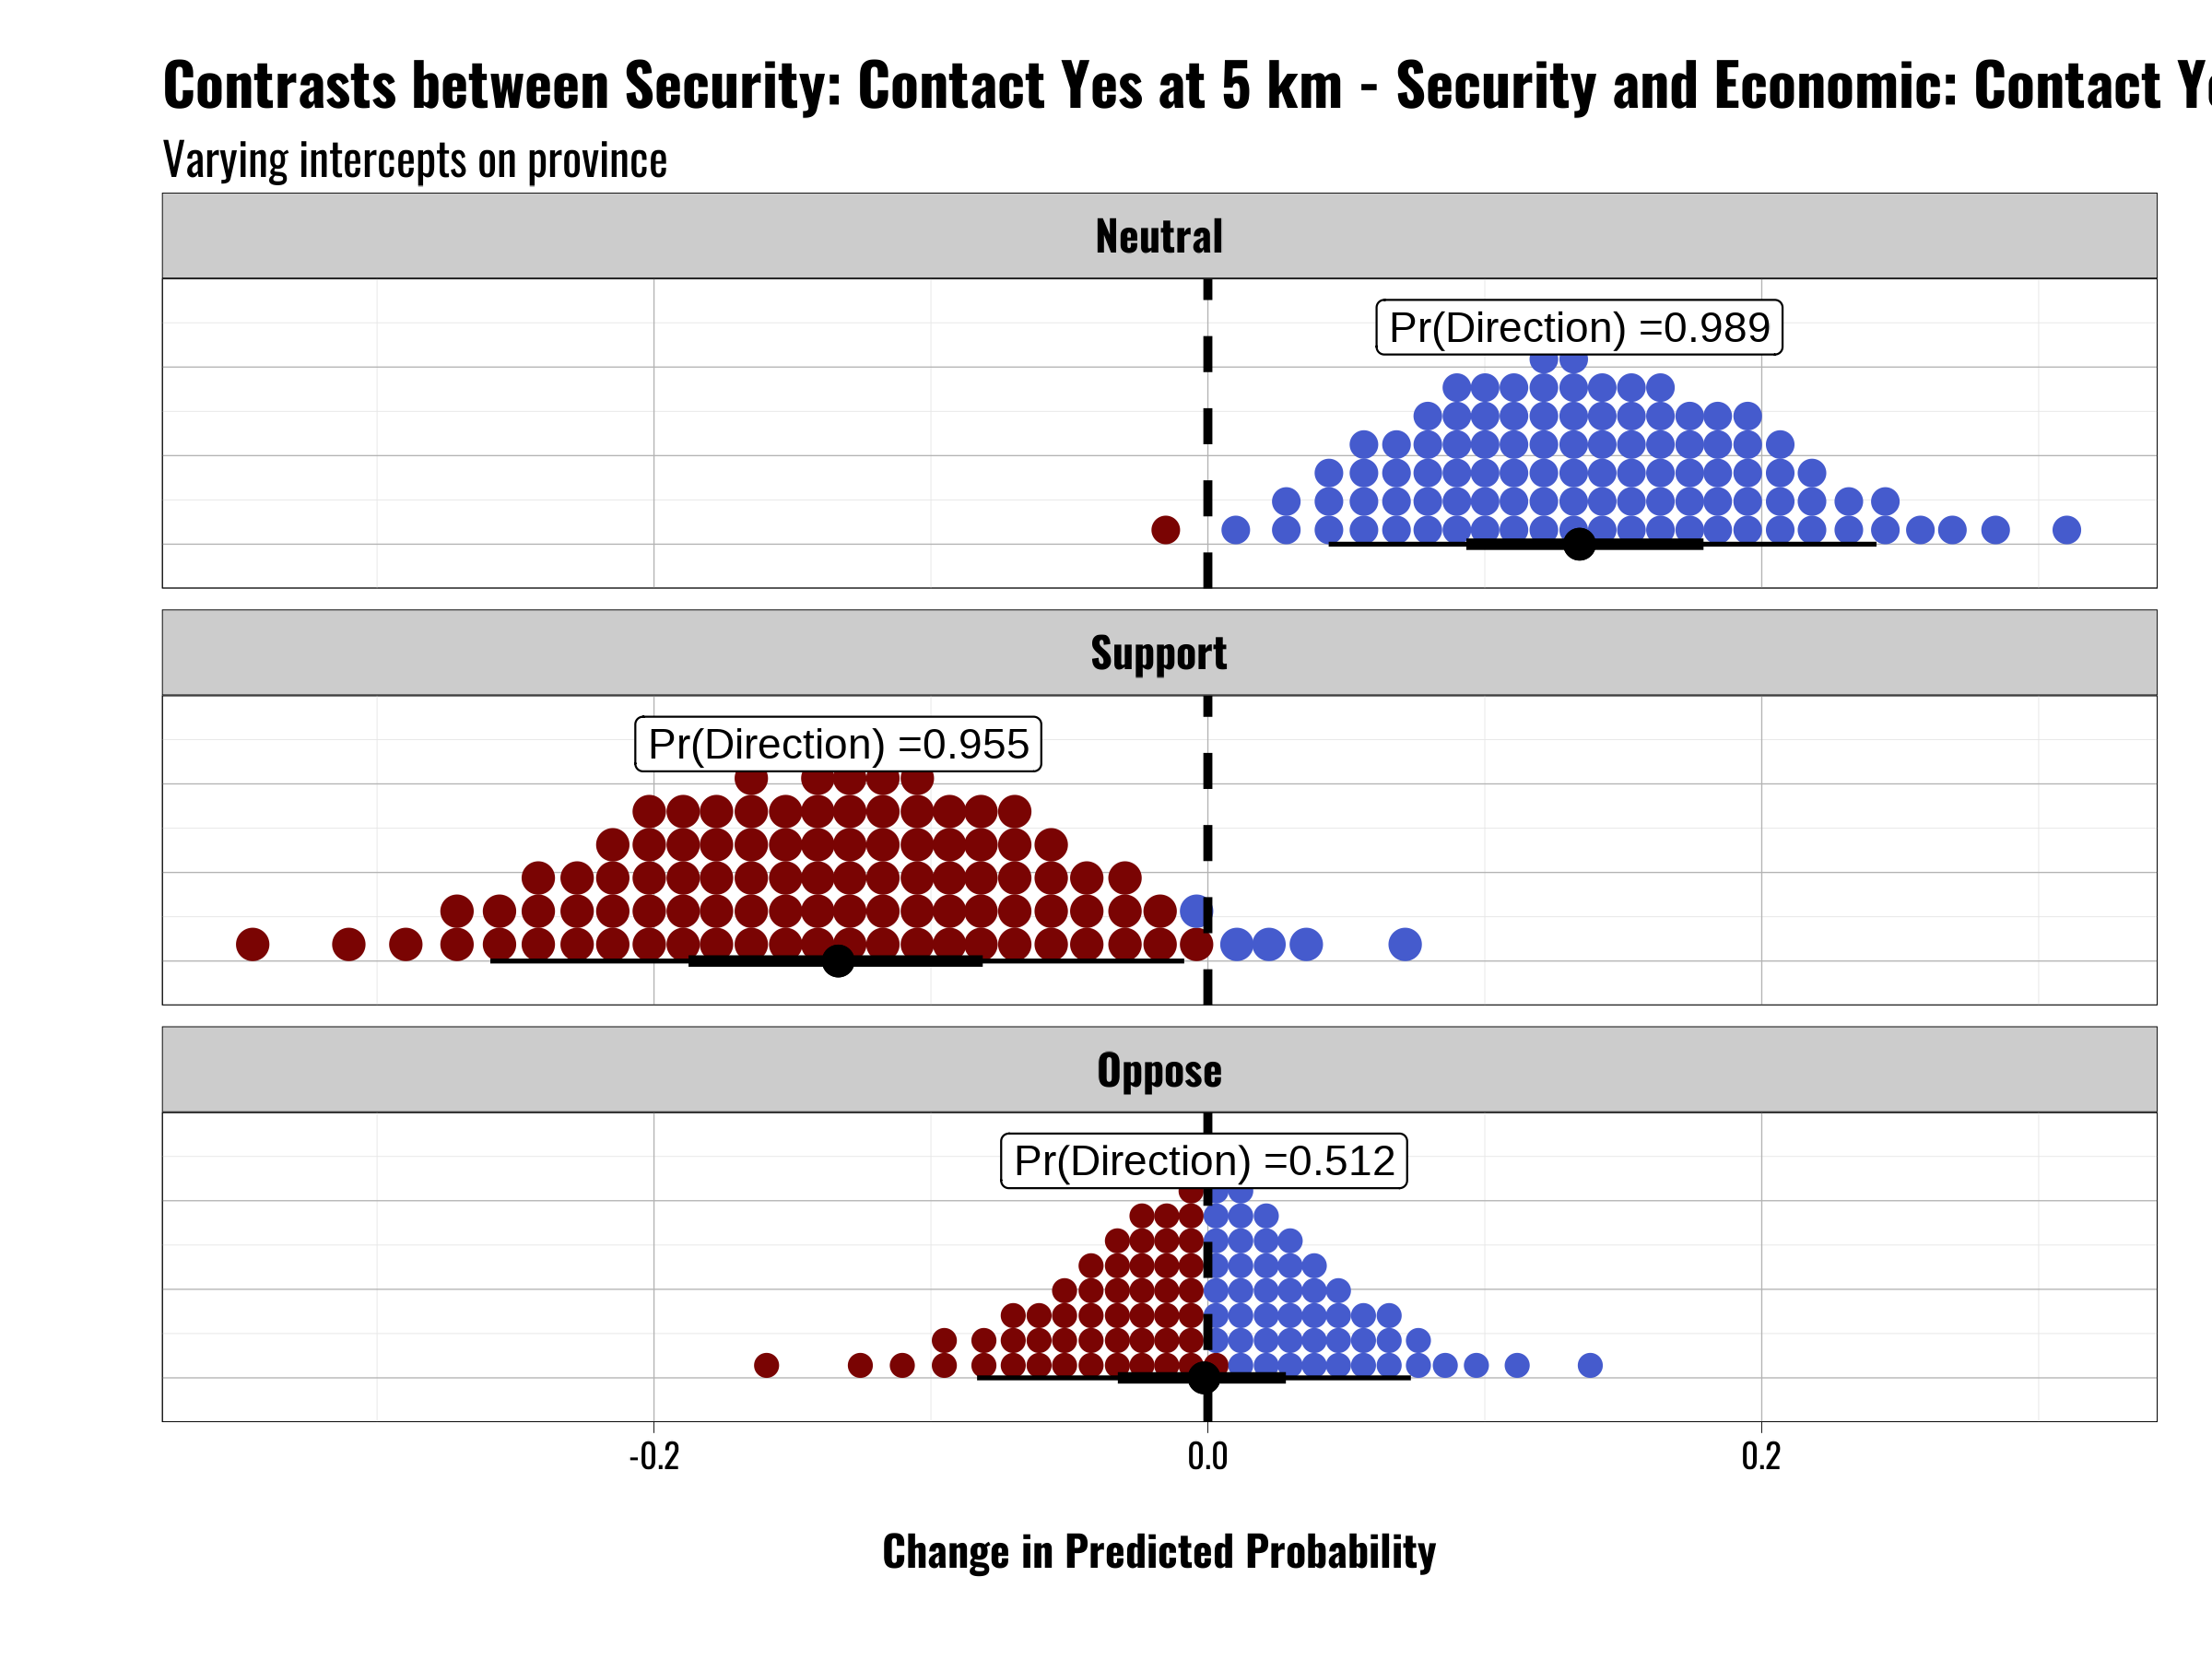 Contrasts between Security: Contact Yes at 5 km - Security and Economic: Contact
Varying intercepts on province
Neutral
Pr(Direction) =0.989
Support
Pr(Direction) =0.955
Oppose
Pr(Direction) =0.512
-0.2 0.0 0.2
Change in Predicted Probability